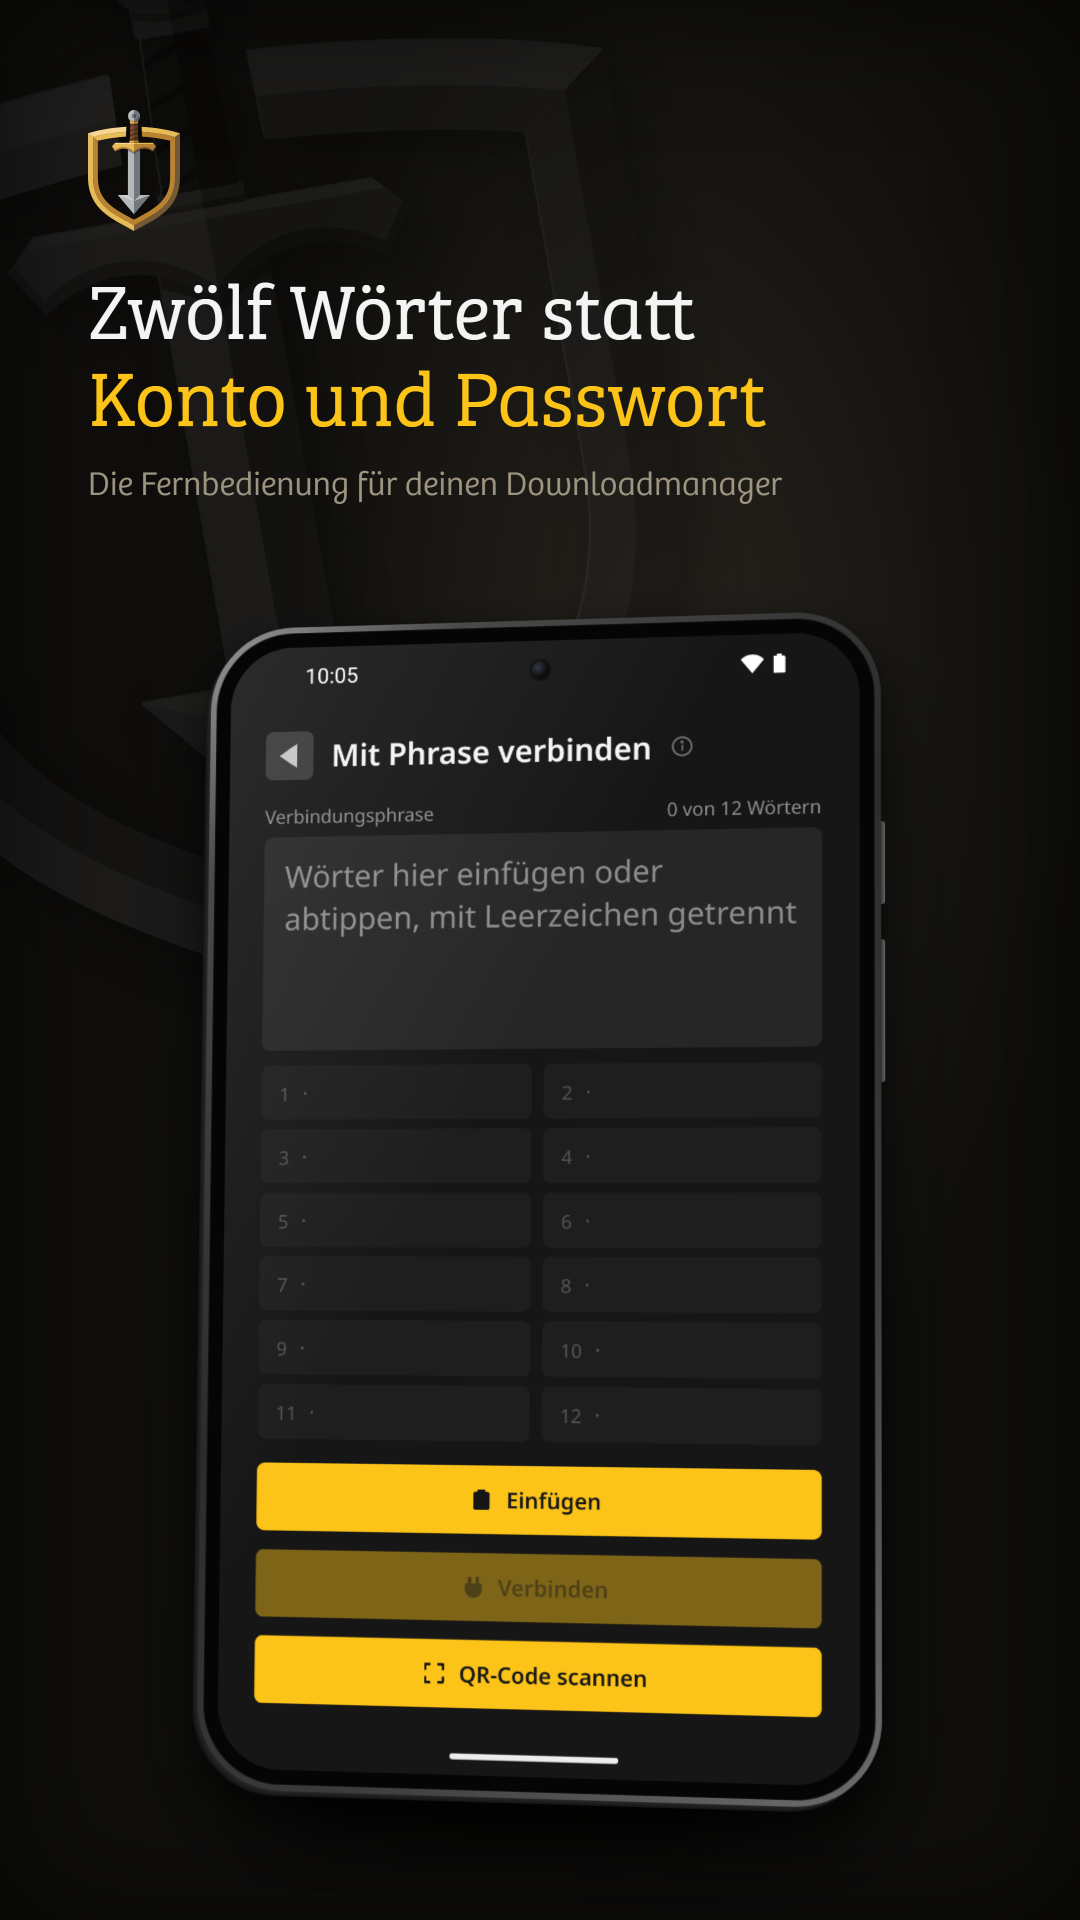 Zwölf Wörter statt
Konto und Passwort
Die Fernbedienung für deinen Downloadmanager
10:05
Mit Phrase verbinden
Verbindungsphrase
0 von 12 Wörtern
Wörter hier einfügen oder
abtippen, mit Leerzeichen getrennt
1 ·
2 ·
3 ·
4 ·
5 ·
6 ·
7 ·
8 ·
9 ·
10 ·
11 ·
12 ·
Einfügen
Verbinden
QR-Code scannen